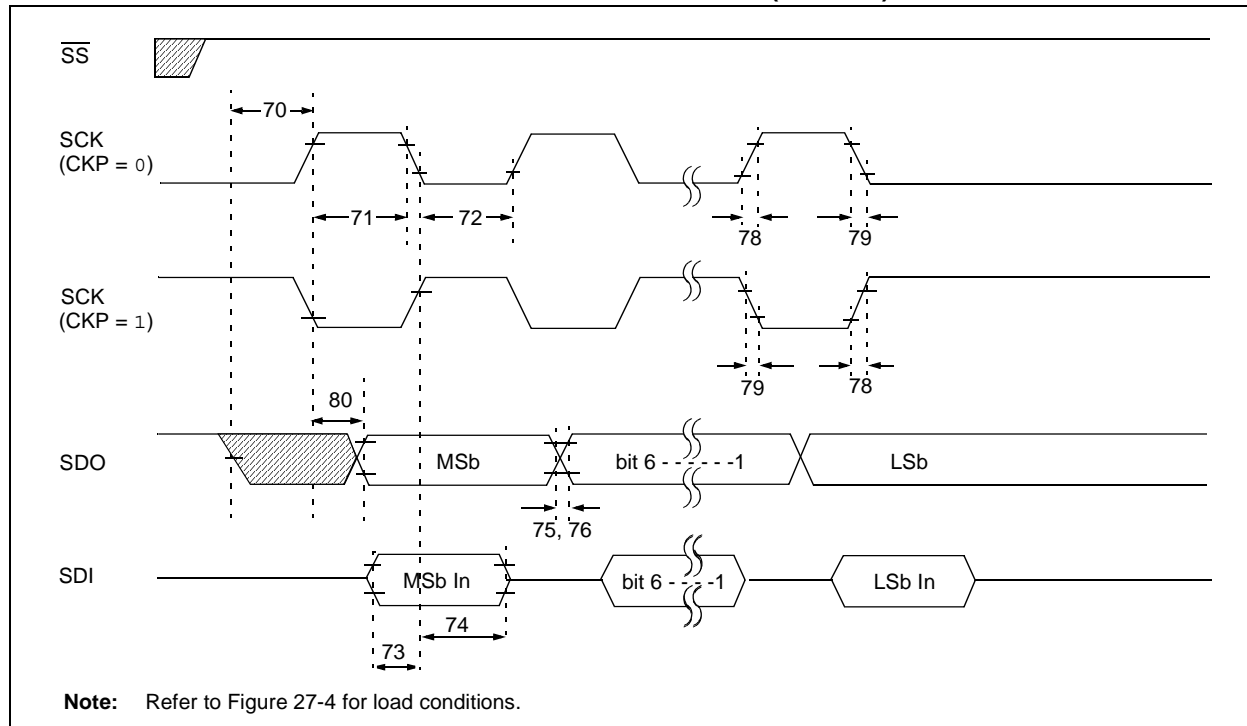 SS
70
SCK
(CKP = 0)
71
72
78
79
SCK
(CKP = 1)
79
78
80
SDO
MSb
bit 6 - - - - - -1
LSb
75, 76
SDI
MSb In
bit 6 - - - - -1
LSb In
74
73
Note: Refer to Figure 27-4 for load conditions.